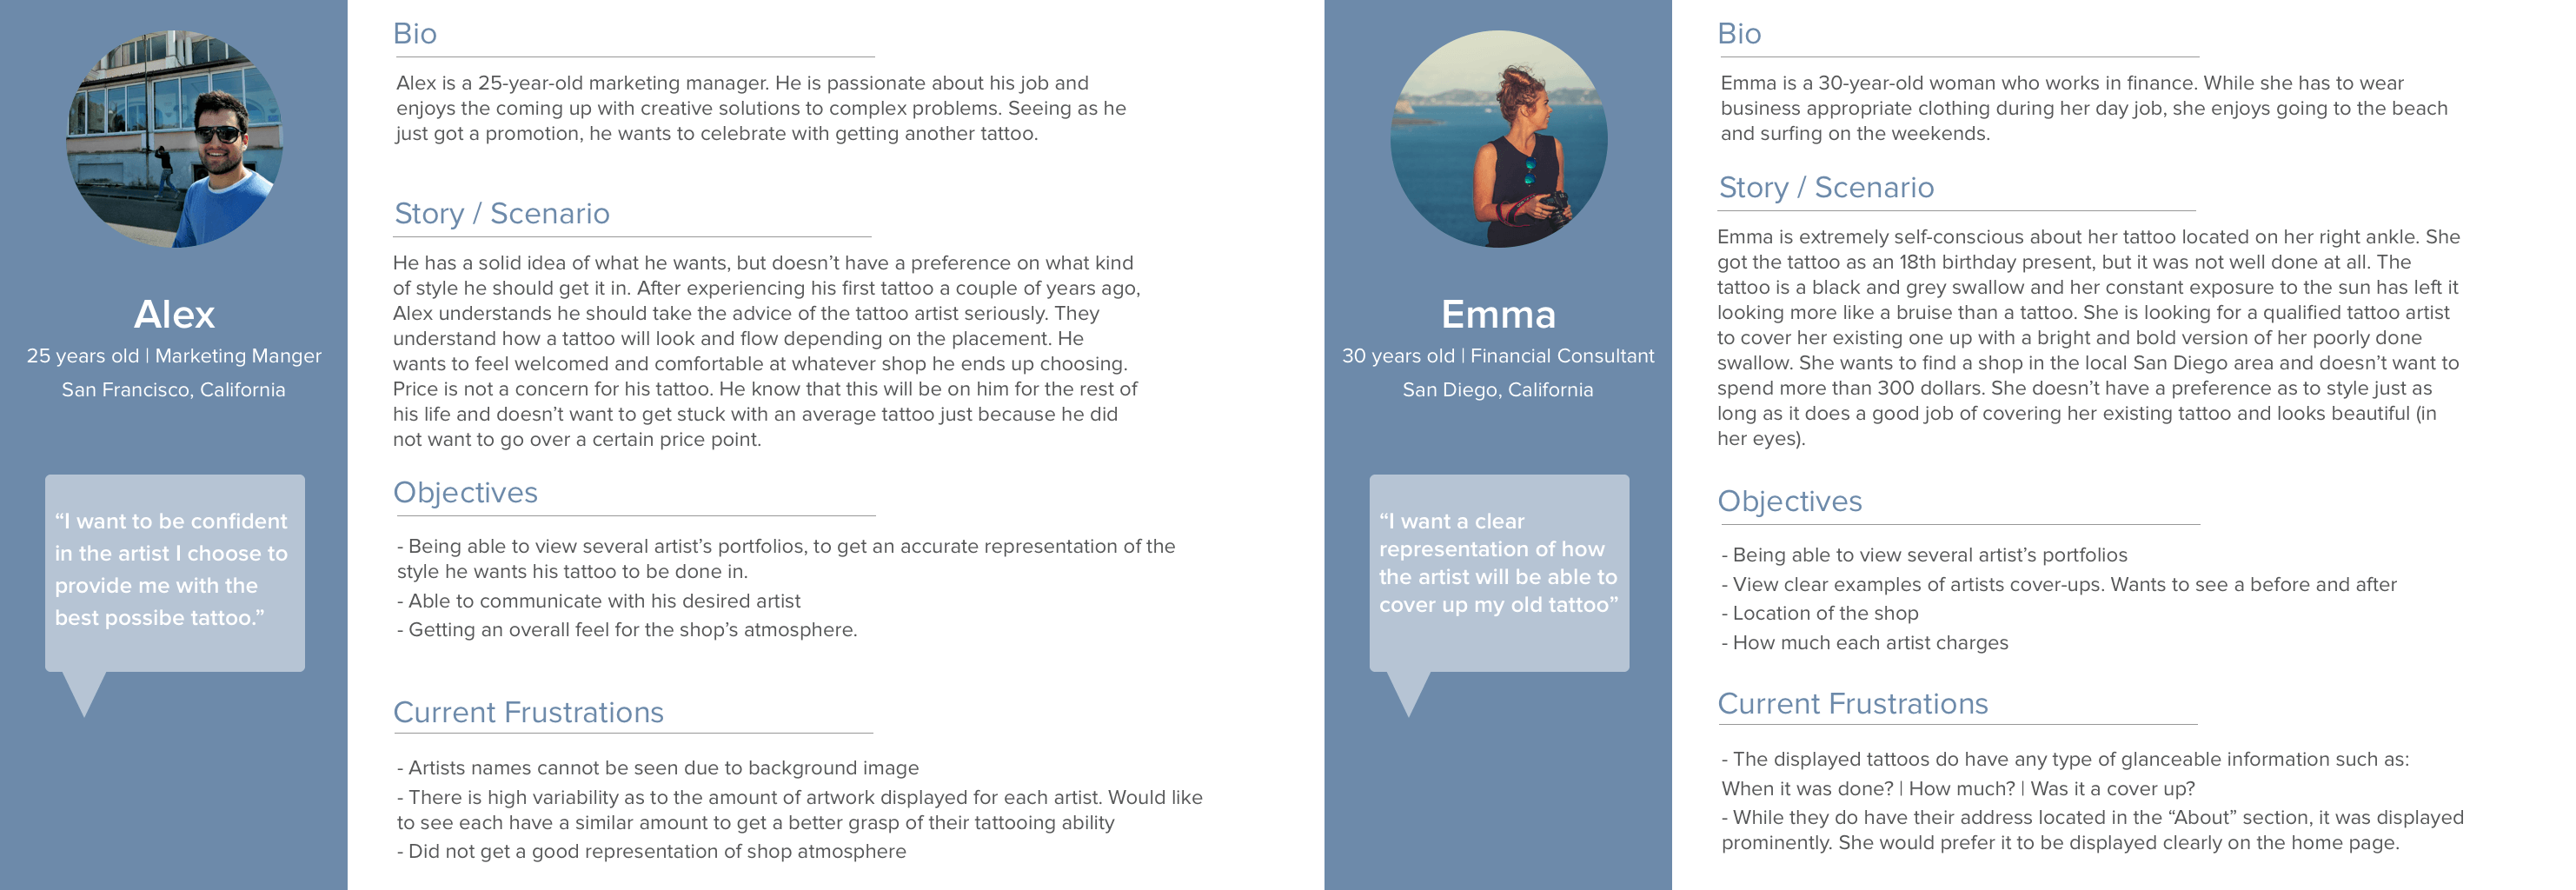 Alex
25 years old | Marketing Manger
San Francisco, California
“I want to be confident
in the artist I choose to
provide me with the
best possibe tattoo.”
Bio
Alex is a 25-year-old marketing manager. He is passionate about his job and
enjoys the coming up with creative solutions to complex problems. Seeing as he
just got a promotion, he wants to celebrate with getting another tattoo.
Story / Scenario
He has a solid idea of what he wants, but doesn’t have a preference on what kind
of style he should get it in. After experiencing his first tattoo a couple of years ago,
Alex understands he should take the advice of the tattoo artist seriously. They
understand how a tattoo will look and flow depending on the placement. He
wants to feel welcomed and comfortable at whatever shop he ends up choosing.
Price is not a concern for his tattoo. He know that this will be on him for the rest of
his life and doesn’t want to get stuck with an average tattoo just because he did
not want to go over a certain price point.
Objectives
- Being able to view several artist’s portfolios, to get an accurate representation of the
style he wants his tattoo to be done in.
- Able to communicate with his desired artist
- Getting an overall feel for the shop’s atmosphere.
Current Frustrations
- Artists names cannot be seen due to background image
- There is high variability as to the amount of artwork displayed for each artist. Would like
to see each have a similar amount to get a better grasp of their tattooing ability
- Did not get a good representation of shop atmosphere
Emma
30 years old | Financial Consultant
San Diego, California
“I want a clear
representation of how
the artist will be able to
cover up my old tattoo”
Bio
Emma is a 30-year-old woman who works in finance. While she has to wear
business appropriate clothing during her day job, she enjoys going to the beach
and surfing on the weekends.
Story / Scenario
Emma is extremely self-conscious about her tattoo located on her right ankle. She
got the tattoo as an 18th birthday present, but it was not well done at all. The
tattoo is a black and grey swallow and her constant exposure to the sun has left it
looking more like a bruise than a tattoo. She is looking for a qualified tattoo artist
to cover her existing one up with a bright and bold version of her poorly done
swallow. She wants to find a shop in the local San Diego area and doesn’t want to
spend more than 300 dollars. She doesn’t have a preference as to style just as
long as it does a good job of covering her existing tattoo and looks beautiful (in
her eyes).
Objectives
- Being able to view several artist’s portfolios
- View clear examples of artists cover-ups. Wants to see a before and after
- Location of the shop
- How much each artist charges
Current Frustrations
- The displayed tattoos do have any type of glanceable information such as:
When it was done? | How much? | Was it a cover up?
- While they do have their address located in the “About” section, it was displayed
prominently. She would prefer it to be displayed clearly on the home page.